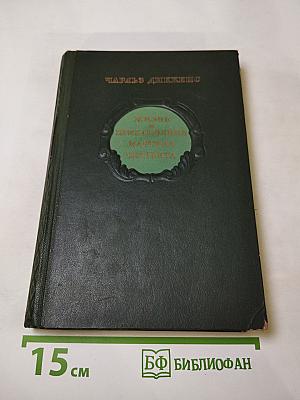 ЧАРЛЬЗ ДИККЕНС
ЖИЗНЬ
И
ПРИКЛЮЧЕНИЯ
МАРТИНА
ЧЕЗЛВИТА
15 см
БФ БИБЛИОФАН